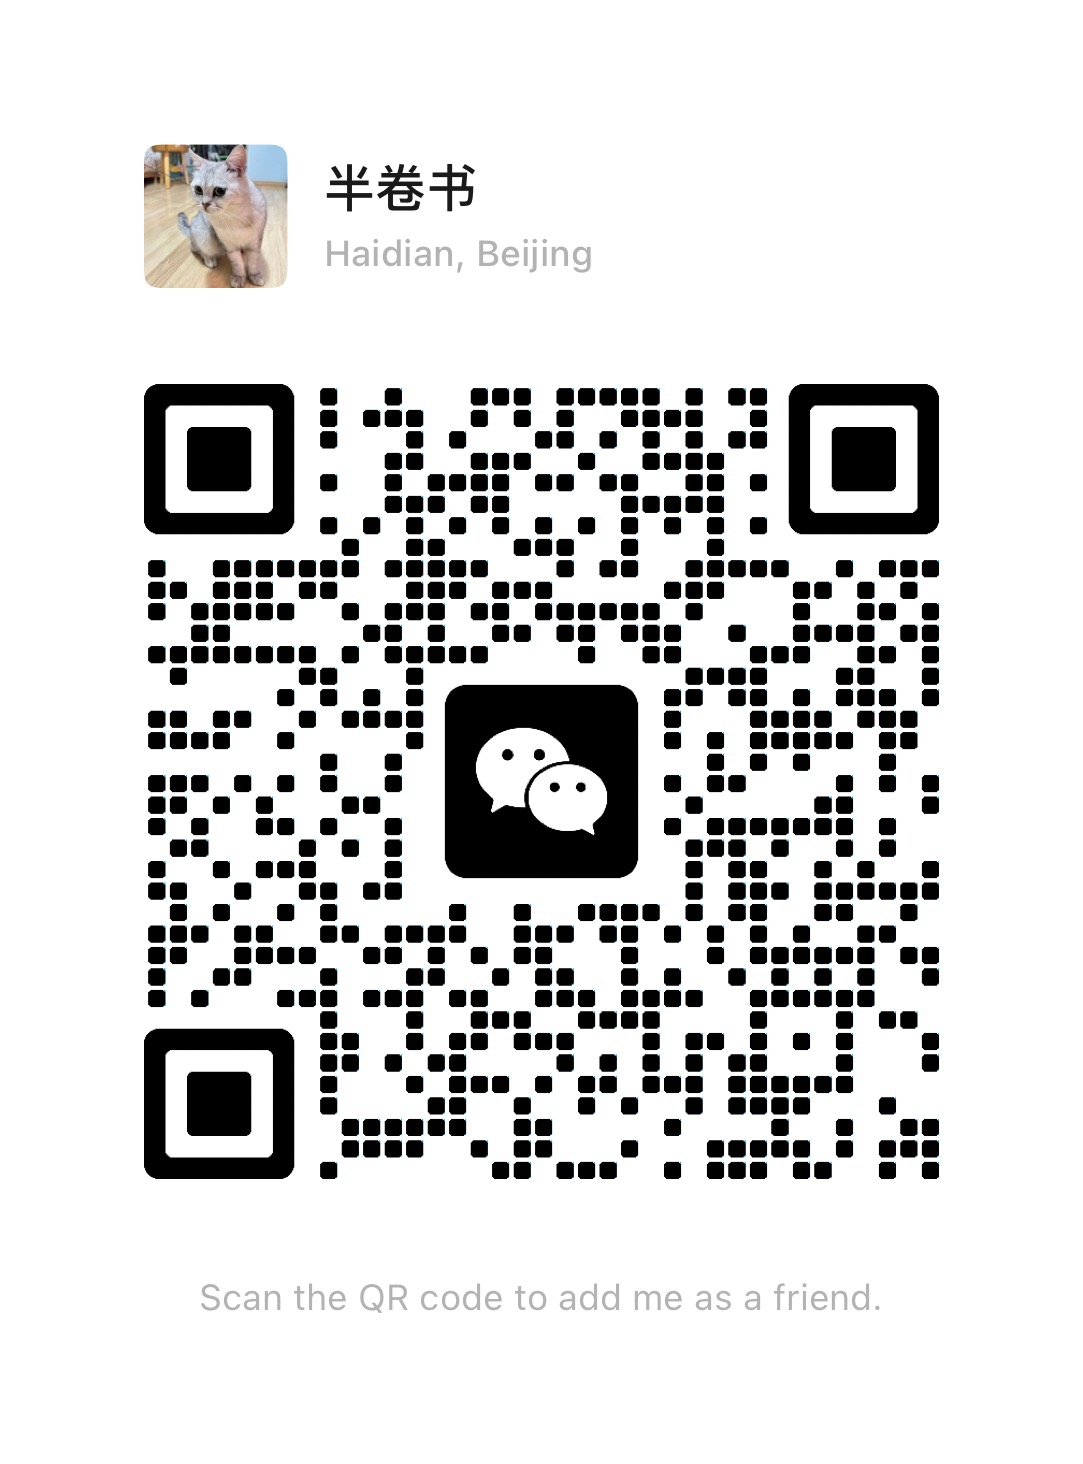 半卷书
Haidian, Beijing
Scan the QR code to add me as a friend.